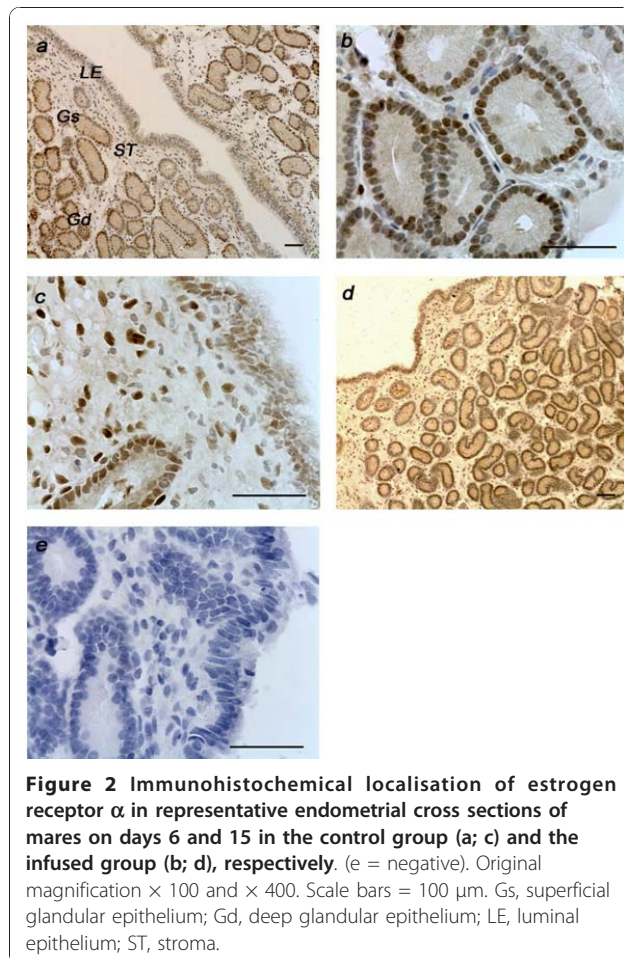 a
LE
Gs
ST
Gd
b
c
d
e
Figure 2 Immunohistochemical localisation of estrogen
receptor α in representative endometrial cross sections of
mares on days 6 and 15 in the control group (a; c) and the
infused group (b; d), respectively. (e = negative). Original
magnification × 100 and × 400. Scale bars = 100 μm. Gs, superficial
glandular epithelium; Gd, deep glandular epithelium; LE, luminal
epithelium; ST, stroma.